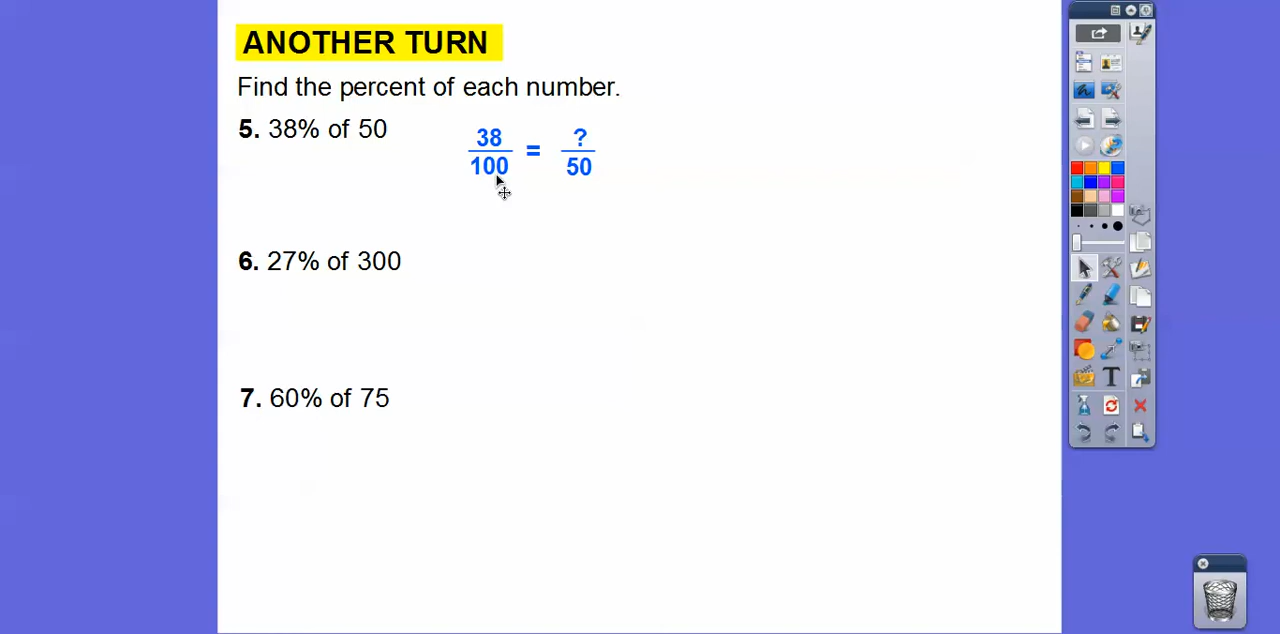 ANOTHER TURN
Find the percent of each number.
5. 38% of 50
38/100 = ?/50
6. 27% of 300
7. 60% of 75